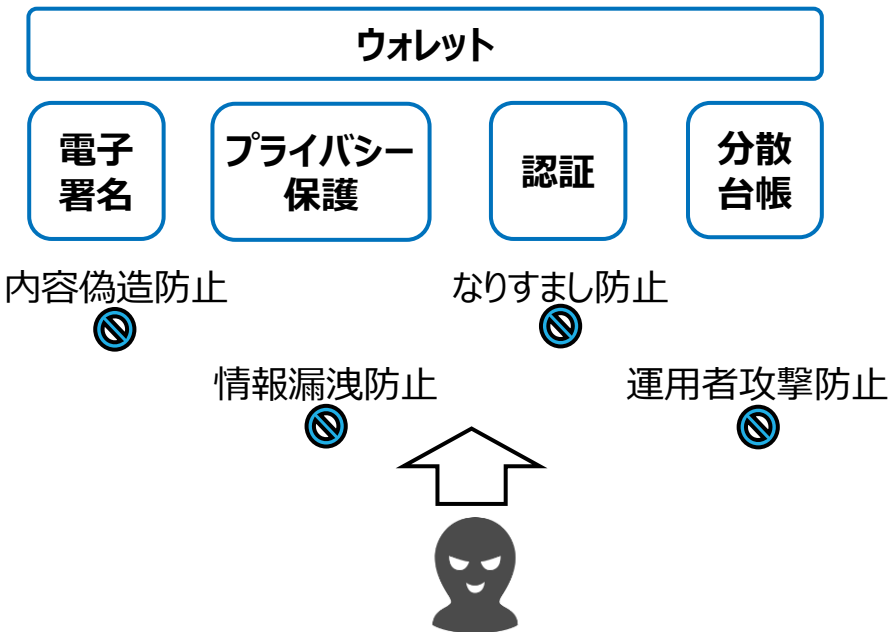 ウォレット
電子
署名
プライバシー
保護
認証
分散
台帳
内容偽造防止
なりすまし防止
情報漏洩防止
運用者攻撃防止